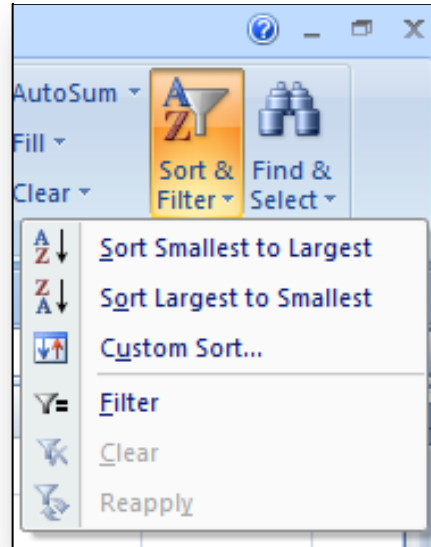 AutoSum
Fill
Clear
Sort & Filter
Find & Select
Sort Smallest to Largest
Sort Largest to Smallest
Custom Sort...
Filter
Clear
Reapply